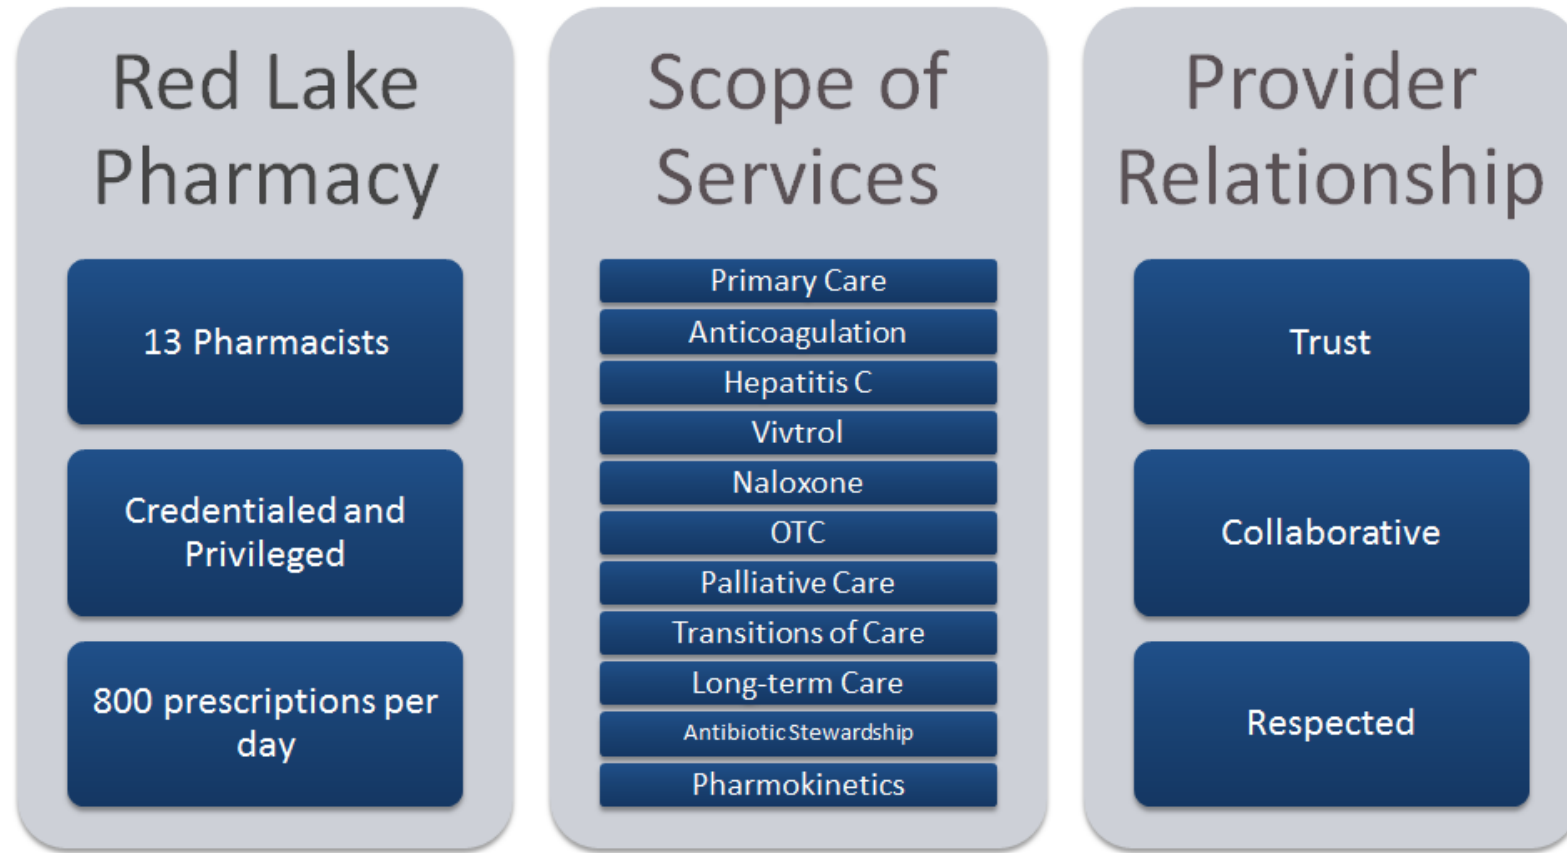 Red Lake
Pharmacy
13 Pharmacists
Credentialed and
Privileged
800 prescriptions per
day
Scope of
Services
Primary Care
Anticoagulation
Hepatitis C
Vivtrol
Naloxone
OTC
Palliative Care
Transitions of Care
Long-term Care
Antibiotic Stewardship
Pharmokinetics
Provider
Relationship
Trust
Collaborative
Respected